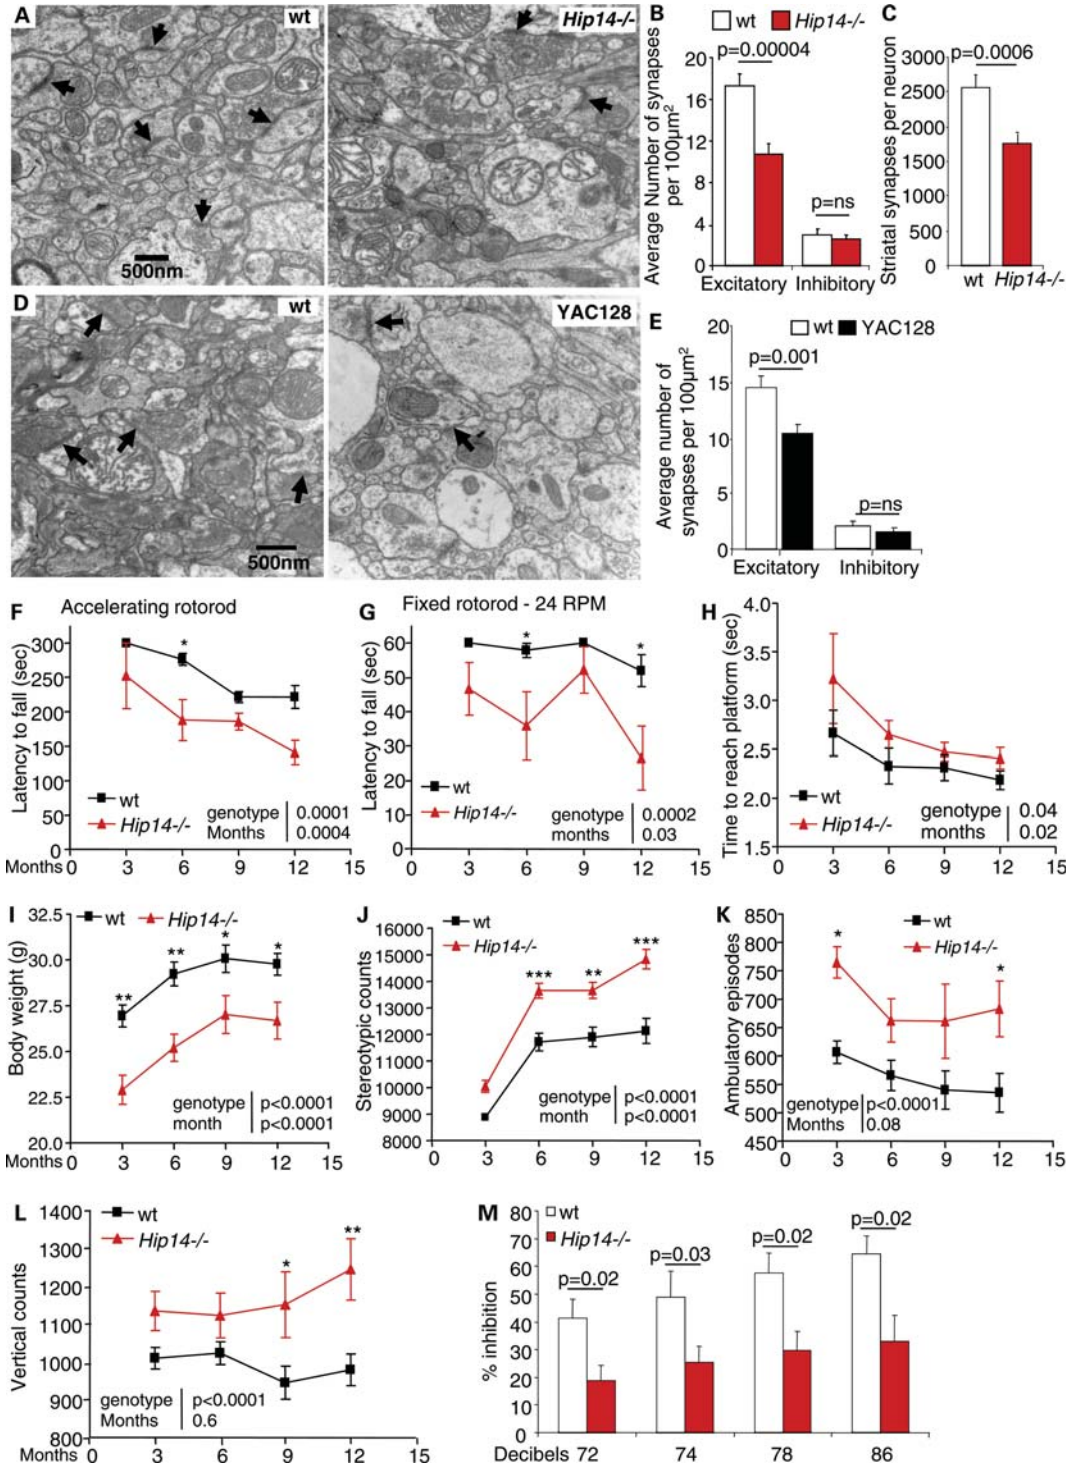 A
wt
Hip14-/-
500nm
B
wt
Hip14-/-
p=0.00004
p=ns
Average Number of synapses
per 100µm²
20
16
12
8
4
0
Excitatory
Inhibitory
C
p=0.0006
Striatal synapses per neuron
3000
2500
2000
1500
1000
500
0
wt
Hip14-/-
D
wt
YAC128
500nm
E
wt
YAC128
p=0.001
p=ns
Average number of
synapses per 100µm²
20
15
10
5
0
Excitatory
Inhibitory
F
Accelerating rotorod
Latency to fall (sec)
300
250
200
150
100
50
0
*
wt
Hip14-/-
genotype 0.0001
Months 0.0004
Months
0 3 6 9 12 15
G
Fixed rotorod - 24 RPM
Latency to fall (sec)
60
50
40
30
20
10
0
* *
wt
Hip14-/-
genotype 0.0002
months 0.03
0 3 6 9 12 15
H
Time to reach platform (sec)
4.0
3.5
3.0
2.5
2.0
1.5
wt
Hip14-/-
genotype 0.04
months 0.02
0 3 6 9 12 15
I
wt
Hip14-/-
Body weight (g)
32.5
30.0
27.5
25.0
22.5
20.0
** ** * *
genotype p<0.0001
month p<0.0001
Months
0 3 6 9 12 15
J
wt
Hip14-/-
Stereotypic counts
16000
15000
14000
13000
12000
11000
10000
9000
8000
*** ** ***
genotype p<0.0001
month p<0.0001
0 3 6 9 12 15
K
wt
Hip14-/-
Ambulatory episodes
850
800
750
700
650
600
550
500
450
* *
genotype p<0.0001
Months 0.08
0 3 6 9 12 15
L
wt
Hip14-/-
Vertical counts
1400
1300
1200
1100
1000
900
800
* **
genotype p<0.0001
Months 0.6
Months
0 3 6 9 12 15
M
wt
Hip14-/-
% inhibition
80
70
60
50
40
30
20
10
0
p=0.02
p=0.03
p=0.02
p=0.02
Decibels 72 74 78 86